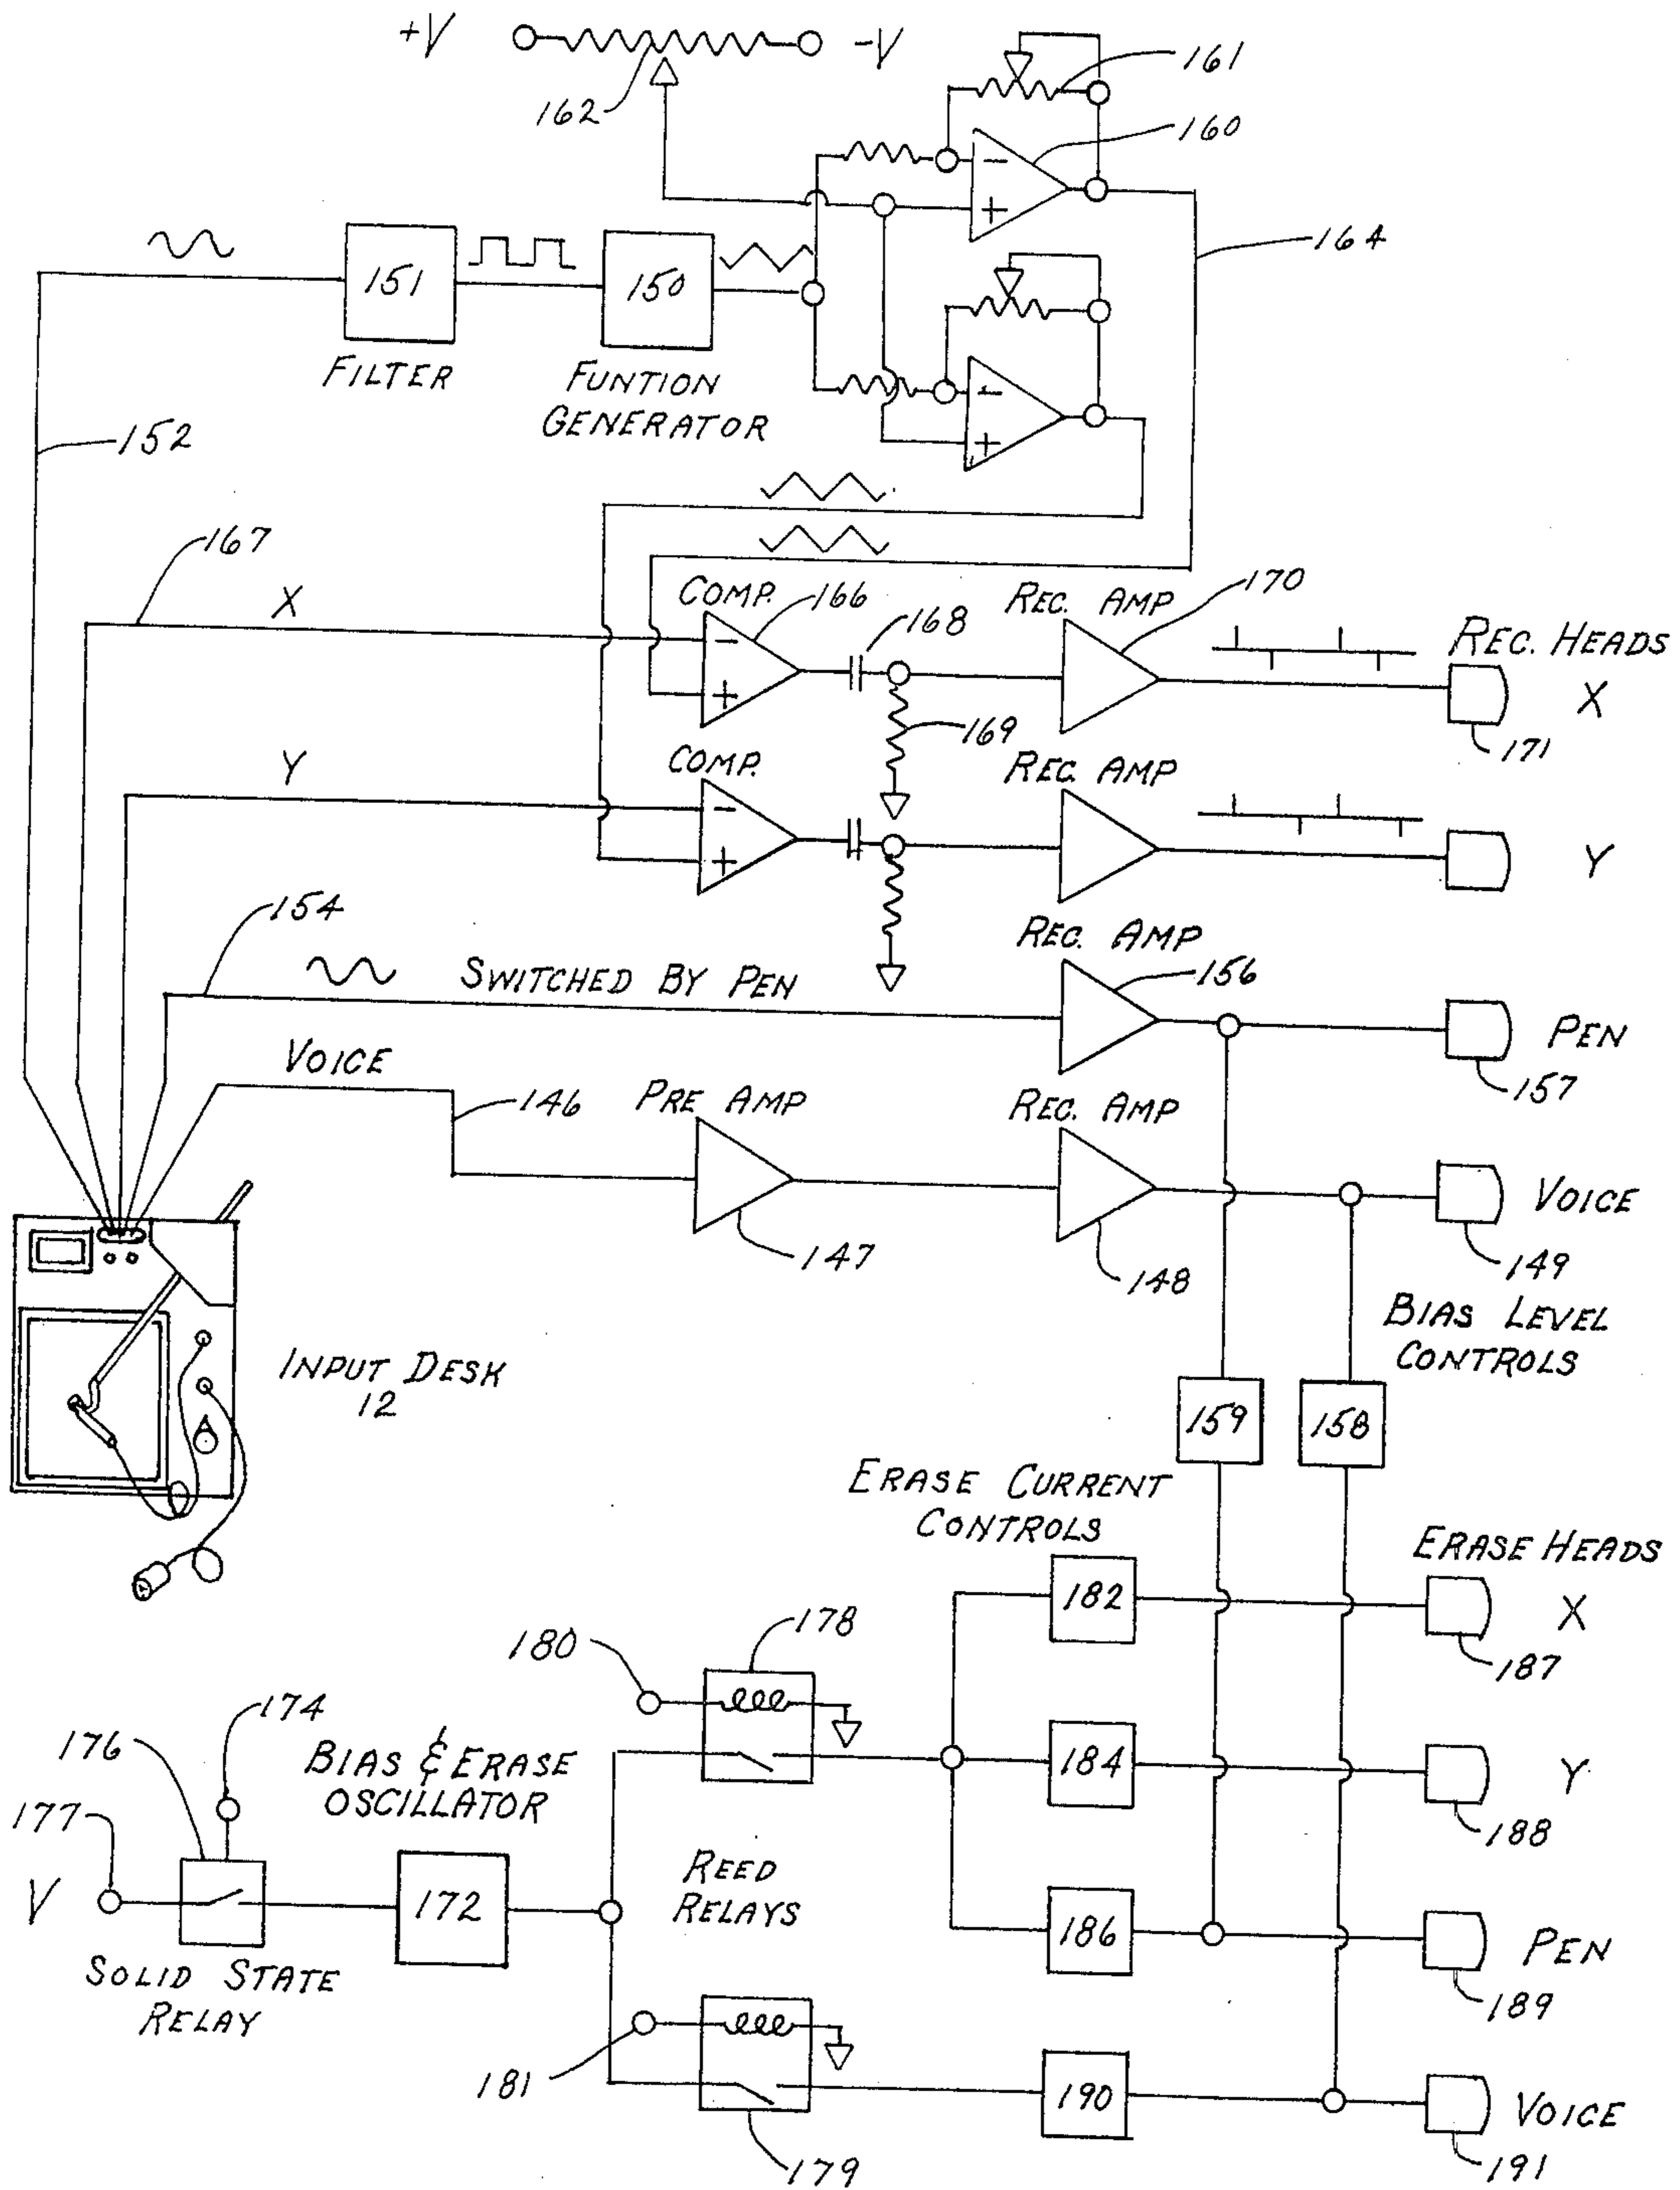 +V
-V
162
161
160
164
151
FILTER
150
FUNTION
GENERATOR
-
+
-
+
152
167
X
COMP.
166
168
REC. AMP
170
REC. HEADS
X
171
-
+
169
Y
COMP.
REC. AMP
Y
-
+
154
SWITCHED BY PEN
REC. AMP
156
PEN
157
VOICE
146
PRE AMP
147
REC. AMP
148
VOICE
149
BIAS LEVEL
CONTROLS
INPUT DESK
12
159
158
ERASE CURRENT
CONTROLS
ERASE HEADS
182
X
187
180
178
184
Y
188
174
176
177
V
BIAS & ERASE
OSCILLATOR
172
REED
RELAYS
186
PEN
189
SOLID STATE
RELAY
181
179
190
VOICE
191